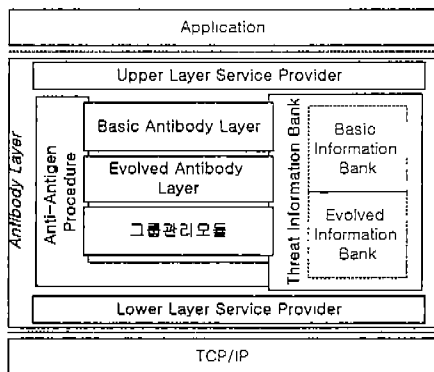 Application
Upper Layer Service Provider
Antibody Layer
Anti-Antigen
Procedure
Basic Antibody Layer
Evolved Antibody
Layer
그룹관리모듈
Threat Information Bank
Basic
Information
Bank
Evolved
Information
Bank
Lower Layer Service Provider
TCP/IP